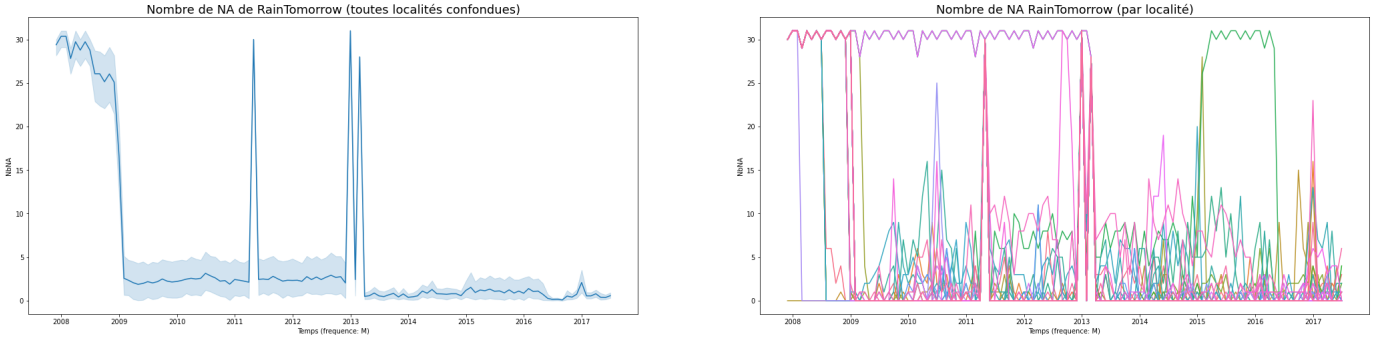 Nombre de NA de RainTomorrow (toutes localités confondues)
NbNA
30
25
20
15
10
5
0
2008 2009 2010 2011 2012 2013 2014 2015 2016 2017
Temps (frequence: M)
Nombre de NA RainTomorrow (par localité)
NbNA
30
25
20
15
10
5
0
2008 2009 2010 2011 2012 2013 2014 2015 2016 2017
Temps (frequence: M)